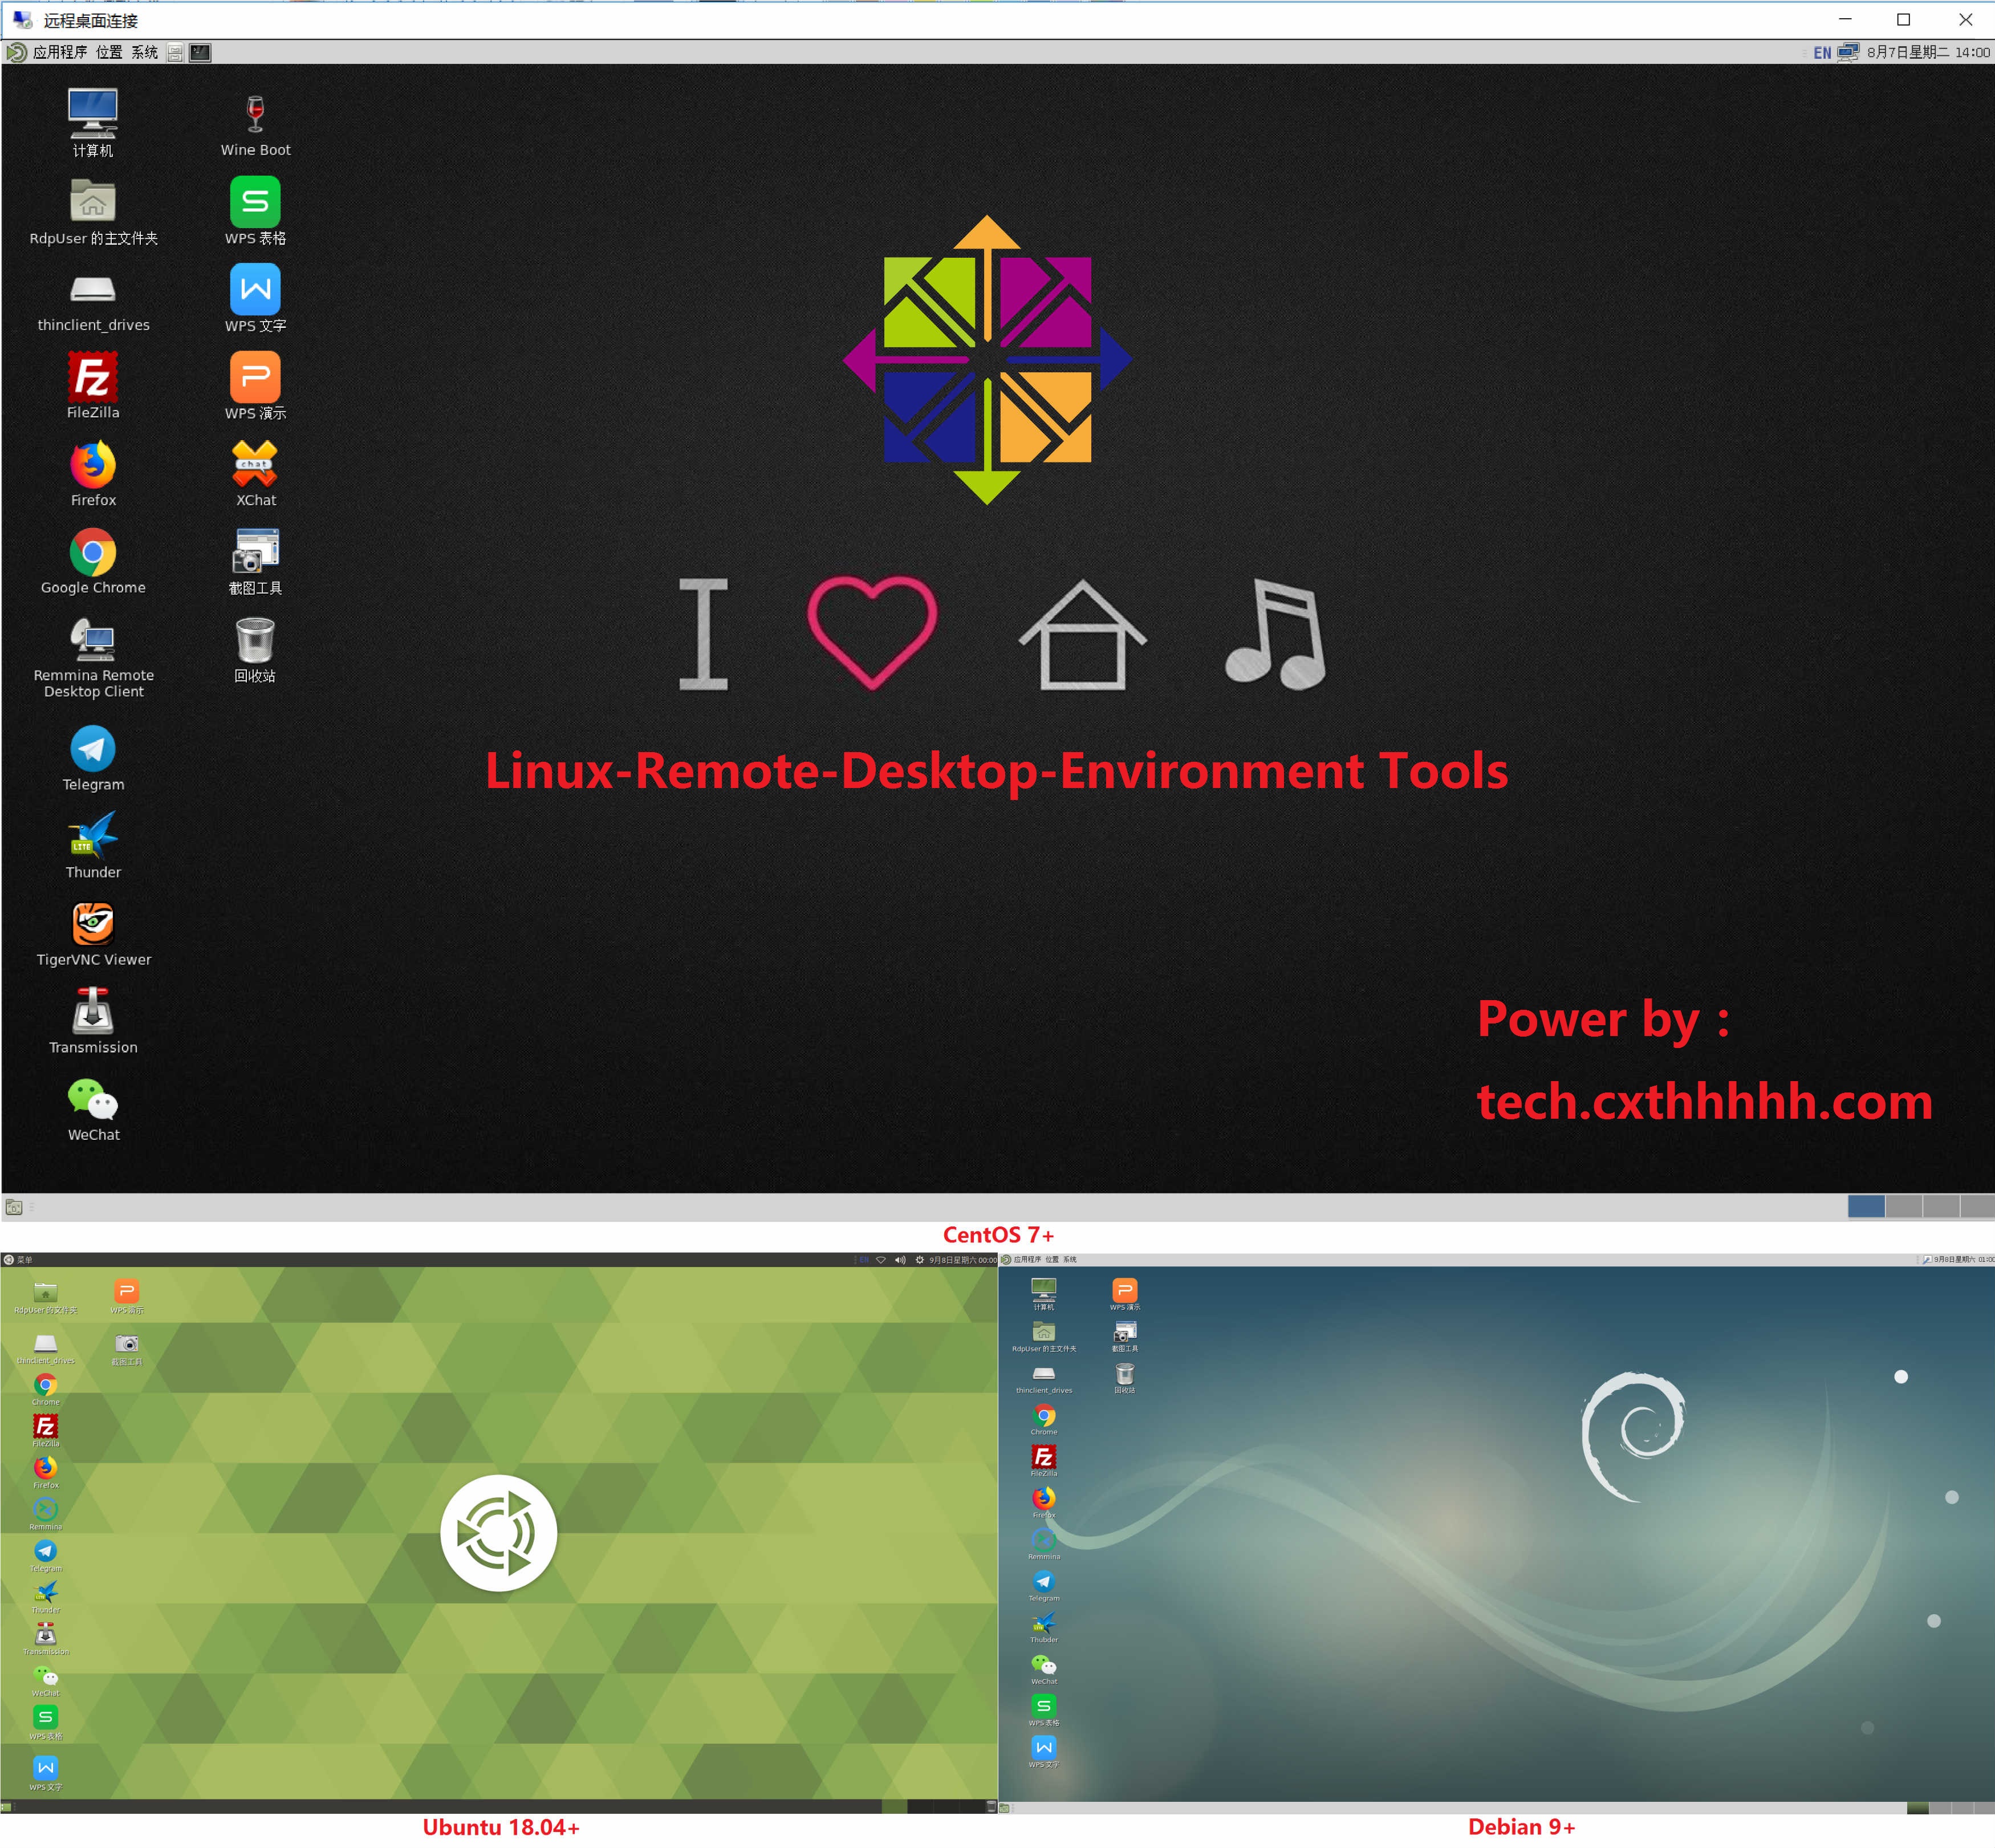 远程桌面连接
应用程序 位置 系统
EN 8月7日星期二 14:00
计算机
Wine Boot
RdpUser 的主文件夹
WPS 表格
thinclient_drives
WPS 文字
FileZilla
WPS 演示
Firefox
XChat
chat
Google Chrome
截图工具
Remmina Remote
Desktop Client
回收站
Telegram
LITE
Thunder
TigerVNC Viewer
Transmission
WeChat
I
Linux-Remote-Desktop-Environment Tools
Power by：
tech.cxthhhhh.com
CentOS 7+
菜单
EN 9月8日星期六 00:00
RdpUser 的文件夹
WPS 演示
thinclient_drives
截图工具
Chrome
FileZilla
Firefox
Remmina
Telegram
Thunder
Transmission
WeChat
WPS 表格
WPS 文字
Ubuntu 18.04+
应用程序 位置 系统
9月8日星期六 01:00
计算机
WPS 演示
RdpUser 的主文件夹
截图工具
thinclient_drives
回收站
Chrome
FileZilla
Firefox
Remmina
Telegram
Thubder
WeChat
WPS 表格
WPS 文字
Debian 9+